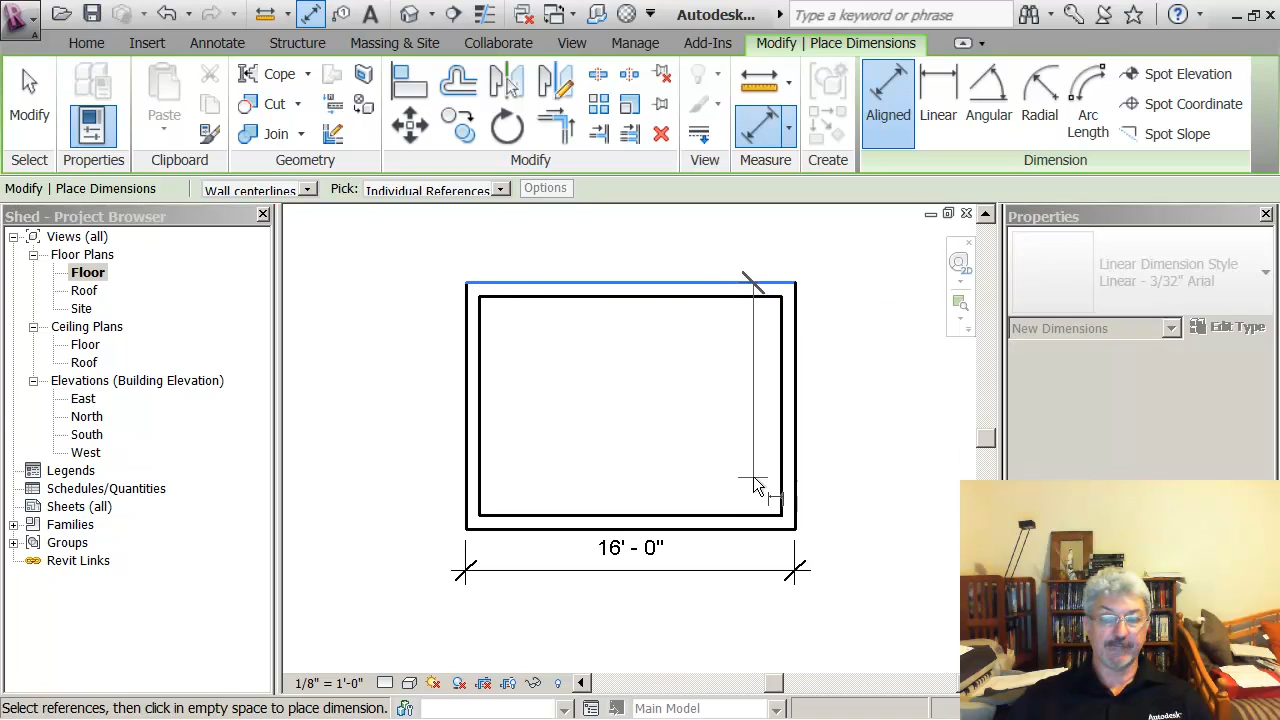 Autodesk...
Type a keyword or phrase
Home Insert Annotate Structure Massing & Site Collaborate View Manage Add-Ins Modify | Place Dimensions
Modify
Paste
Cope
Cut
Join
Aligned Linear Angular Radial Arc Length
Spot Elevation
Spot Coordinate
Spot Slope
Select Properties Clipboard Geometry Modify View Measure Create Dimension
Modify | Place Dimensions Wall centerlines Pick: Individual References Options
Shed - Project Browser
Views (all)
Floor Plans
Floor
Roof
Site
Ceiling Plans
Floor
Roof
Elevations (Building Elevation)
East
North
South
West
Legends
Schedules/Quantities
Sheets (all)
Families
Groups
Revit Links
2D
16' - 0"
Properties
Linear Dimension Style
Linear - 3/32" Arial
New Dimensions Edit Type
Autodesk
1/8" = 1'-0"
Select references, then click in empty space to place dimension.
Main Model